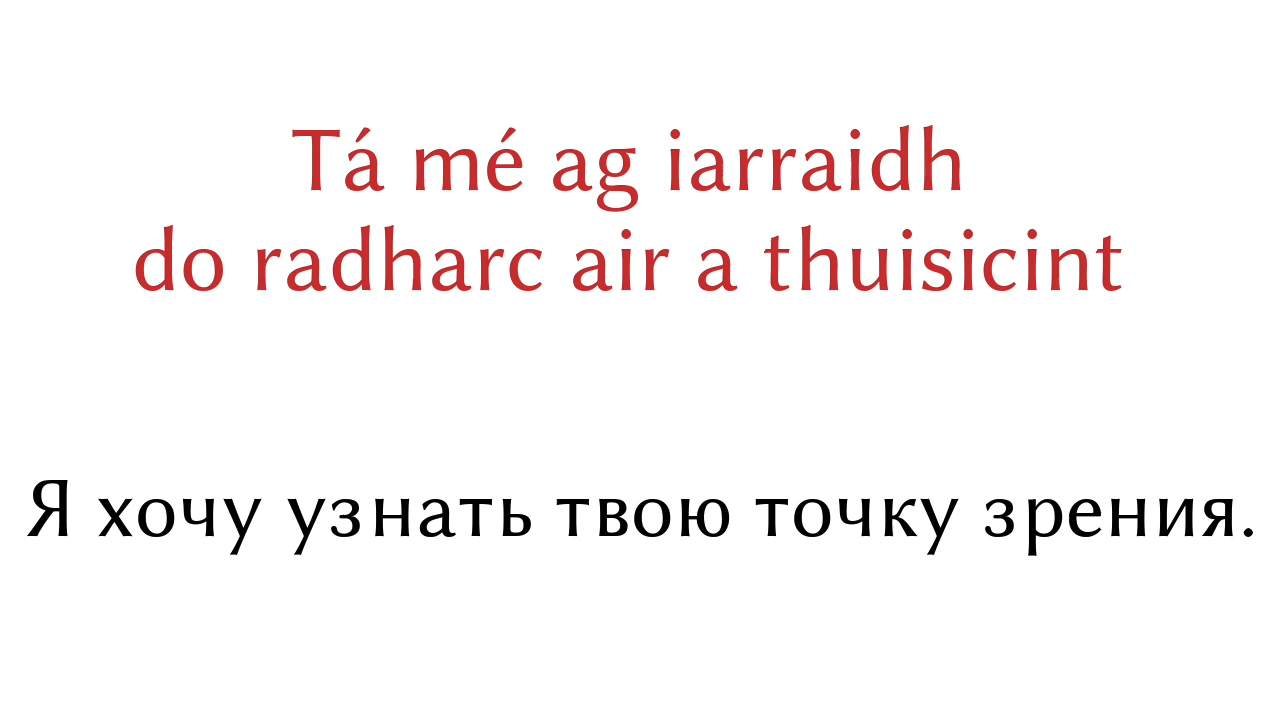 Tá mé ag iarraidh
do radharc air a thuisicint
Я хочу узнать твою точку зрения.